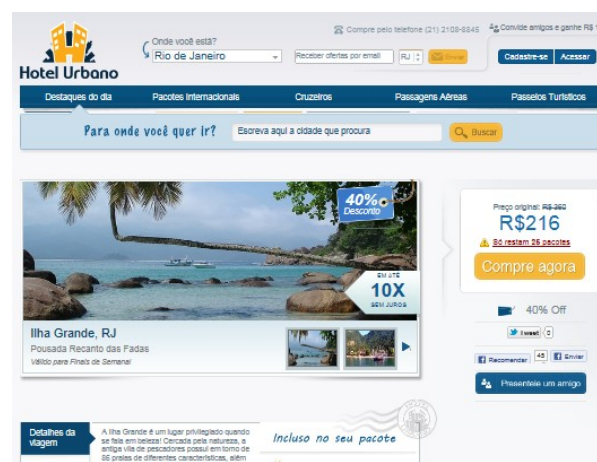 Compre pelo telefone (21) 2108-8845
Convide amigos e ganhe R$
Onde você está?
Rio de Janeiro
Receber ofertas por email
RJ
Enviar
Cadastre-se
Acessar
Hotel Urbano
Destaques do dia
Pacotes Internacionais
Cruzeiros
Passagens Aéreas
Passeios Turísticos
Para onde você quer ir?
Escreva aqui a cidade que procura
Buscar
40%
Desconto
EM ATÉ
10X
SEM JUROS
Preço original: R$ 360
R$216
Só restam 25 pacotes
Compre agora
40% Off
Tweet 0
Recomendar
45
Enviar
Presenteie um amigo
Ilha Grande, RJ
Pousada Recanto das Fadas
Válido para Finais de Semana
Detalhes da
viagem
A Ilha Grande é um lugar privilegiado quando
se fala em beleza! Cercada pela natureza, a
antiga vila de pescadores possui em torno de
86 praias de diferentes características, além
Incluso no seu pacote